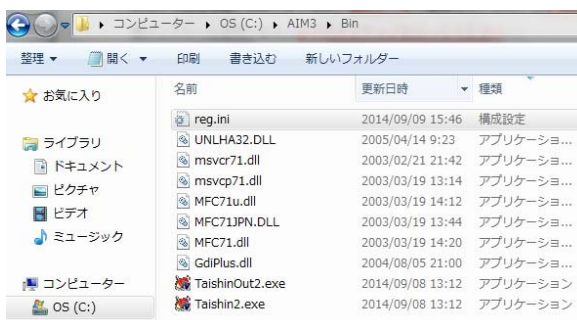 コンピューター ▸ OS (C:) ▸ AIM3 ▸ Bin
整理 ▼ 開く ▼ 印刷 書き込む 新しいフォルダー
名前 更新日時 種類
お気に入り
reg.ini 2014/09/09 15:46 構成設定
UNLHA32.DLL 2005/04/14 9:23 アプリケーショ...
ライブラリ
msvcr71.dll 2003/02/21 21:42 アプリケーショ...
ドキュメント
msvcp71.dll 2003/03/19 13:14 アプリケーショ...
ピクチャ
MFC71u.dll 2003/03/19 14:12 アプリケーショ...
ビデオ
MFC71JPN.DLL 2003/03/19 13:44 アプリケーショ...
ミュージック
MFC71.dll 2003/03/19 14:20 アプリケーショ...
GdiPlus.dll 2004/08/05 21:00 アプリケーショ...
コンピューター
TaishinOut2.exe 2014/09/08 13:12 アプリケーション
OS (C:)
Taishin2.exe 2014/09/08 13:12 アプリケーション